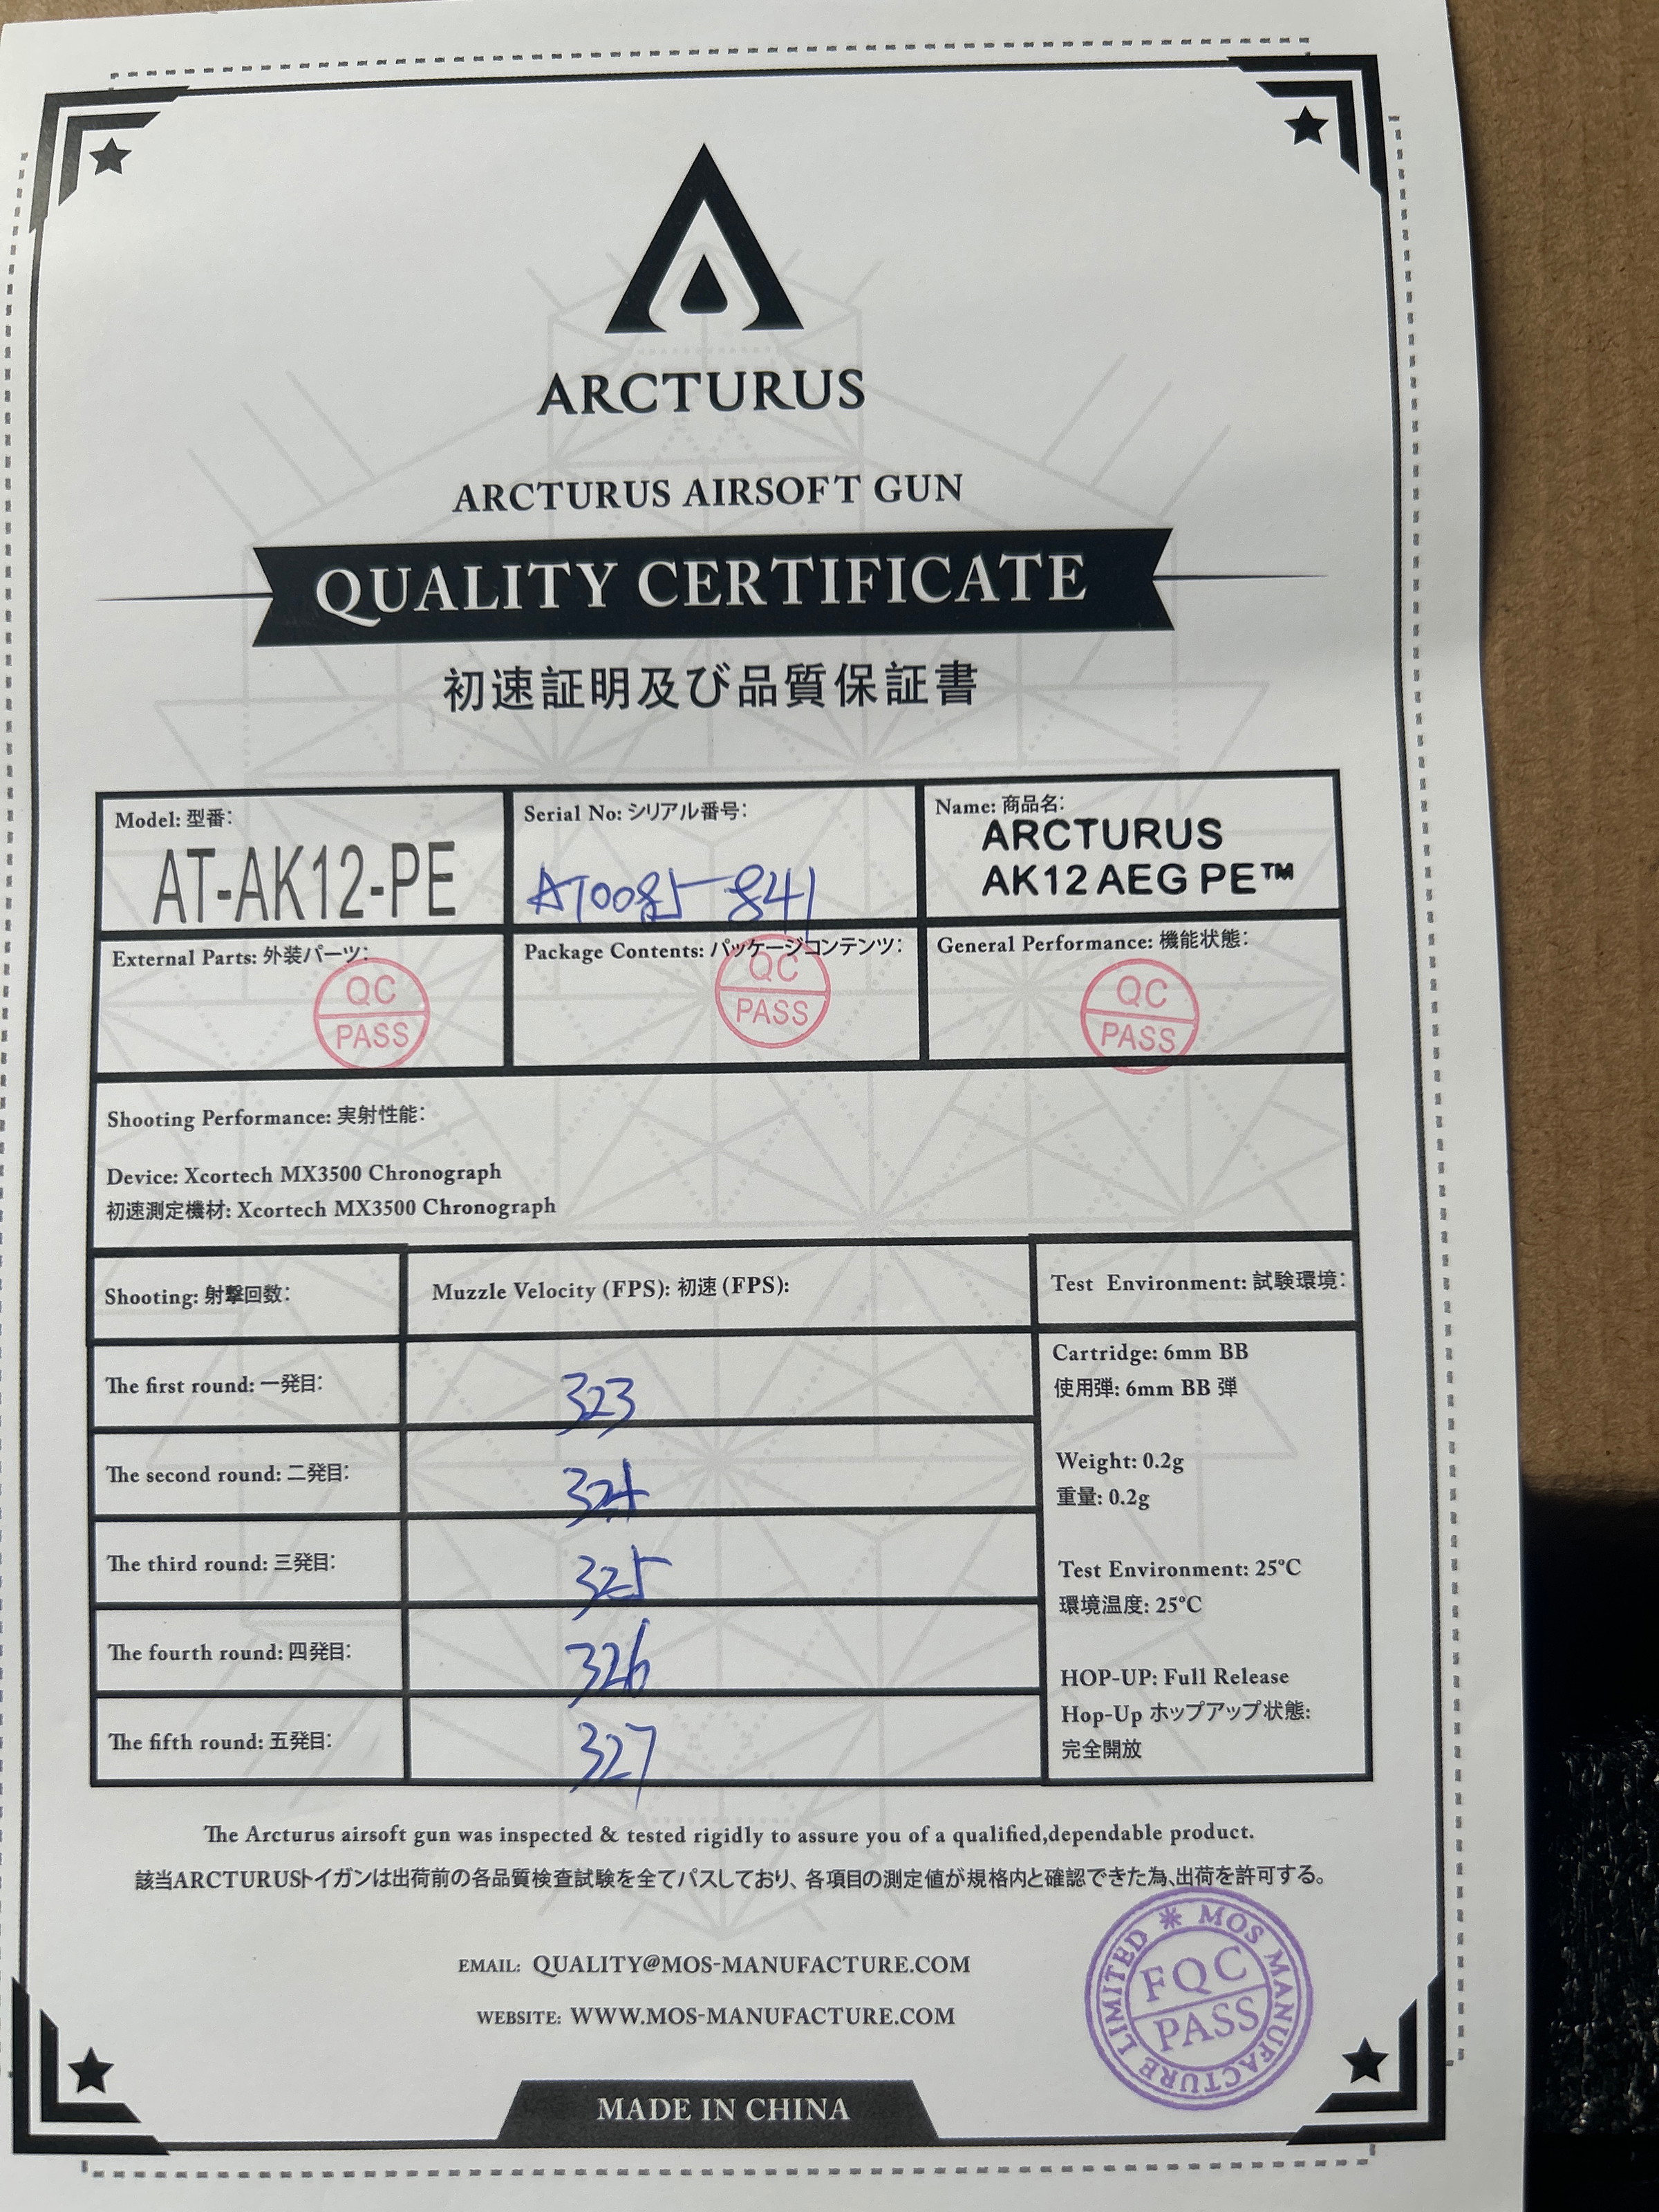 ARCTURUS
ARCTURUS AIRSOFT GUN
QUALITY CERTIFICATE
初速証明及び品質保証書
Model: 型番:
AT-AK12-PE
Serial No: シリアル番号:
AT0085-841
Name: 商品名:
ARCTURUS
AK12 AEG PE™
External Parts: 外装パーツ:
QC
PASS
Package Contents: パッケージコンテンツ:
QC
PASS
General Performance: 機能状態:
QC
PASS
Shooting Performance: 実射性能:
Device: Xcortech MX3500 Chronograph
初速測定機材: Xcortech MX3500 Chronograph
Shooting: 射撃回数:
Muzzle Velocity (FPS): 初速 (FPS):
Test Environment: 試験環境:
The first round: 一発目:
323
The second round: 二発目:
324
The third round: 三発目:
325
The fourth round: 四発目:
326
The fifth round: 五発目:
327
Cartridge: 6mm BB
使用弾: 6mm BB 弾
Weight: 0.2g
重量: 0.2g
Test Environment: 25°C
環境温度: 25°C
HOP-UP: Full Release
Hop-Up ホップアップ状態:
完全開放
The Arcturus airsoft gun was inspected & tested rigidly to assure you of a qualified,dependable product.
該当ARCTURUSトイガンは出荷前の各品質検査試験を全てパスしており、各項目の測定値が規格内と確認できた為、出荷を許可する。
EMAIL: QUALITY@MOS-MANUFACTURE.COM
WEBSITE: WWW.MOS-MANUFACTURE.COM
MOS MANUFACTURE LIMITED
FQC
PASS
MADE IN CHINA